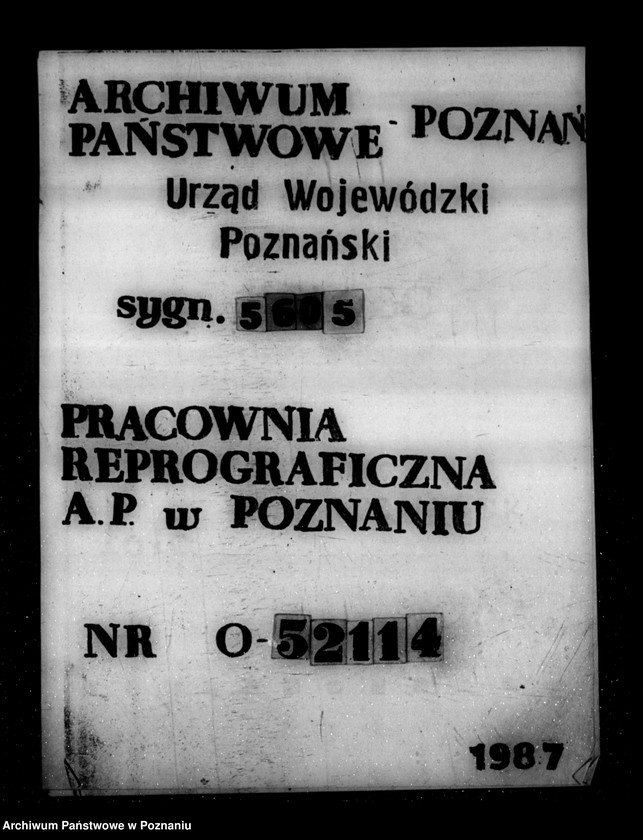 ARCHIWUM
PAŃSTWOWE - POZNAŃ
Urząd Wojewódzki
Poznański
sygn. 5605
PRACOWNIA
REPROGRAFICZNA
A.P. w POZNANIU
NR O-52114
1987
Archiwum Państwowe w Poznaniu